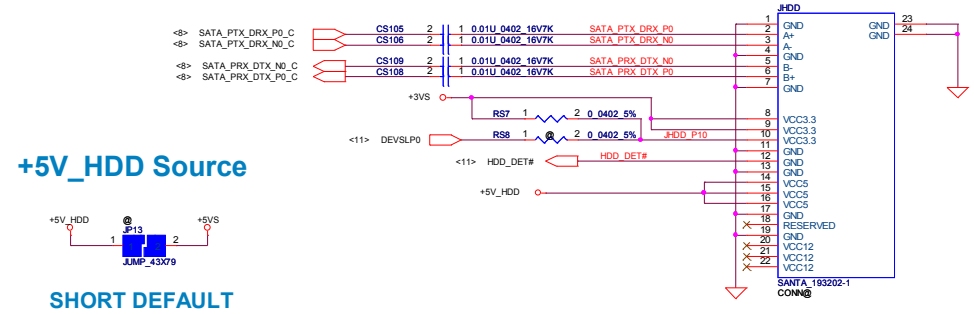 JHDD
<8> SATA_PTX_DRX_P0_C CS105 2 1 0.01U_0402_16V7K SATA_PTX_DRX_P0
<8> SATA_PTX_DRX_N0_C CS106 2 1 0.01U_0402_16V7K SATA_PTX_DRX_N0
<8> SATA_PRX_DTX_N0_C CS109 2 1 0.01U_0402_16V7K SATA_PRX_DTX_N0
<8> SATA_PRX_DTX_P0_C CS108 2 1 0.01U_0402_16V7K SATA_PRX_DTX_P0
1 GND
2 A+
3 A-
4 GND
5 B-
6 B+
7 GND
GND 23
GND 24
+3VS
RS7 1 2 0_0402_5%
<11> DEVSLP0 RS8 1 @ 2 0_0402_5% JHDD_P10
<11> HDD_DET# HDD_DET#
+5V_HDD
8 VCC3.3
9 VCC3.3
10 VCC3.3
11 GND
12 GND
13 GND
14 VCC5
15 VCC5
16 VCC5
17 GND
18 RESERVED
19 GND
20 VCC12
21 VCC12
22 VCC12
SANTA_193202-1
CONN@
+5V_HDD Source
+5V_HDD @ +5VS
JP13
1 1 2 2
JUMP_43X79
SHORT DEFAULT